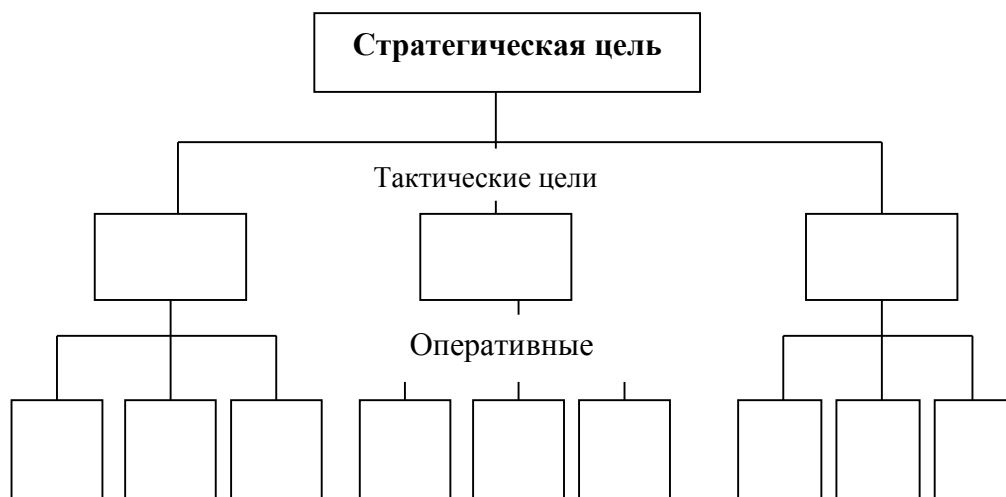 Стратегическая цель
Тактические цели
Оперативные